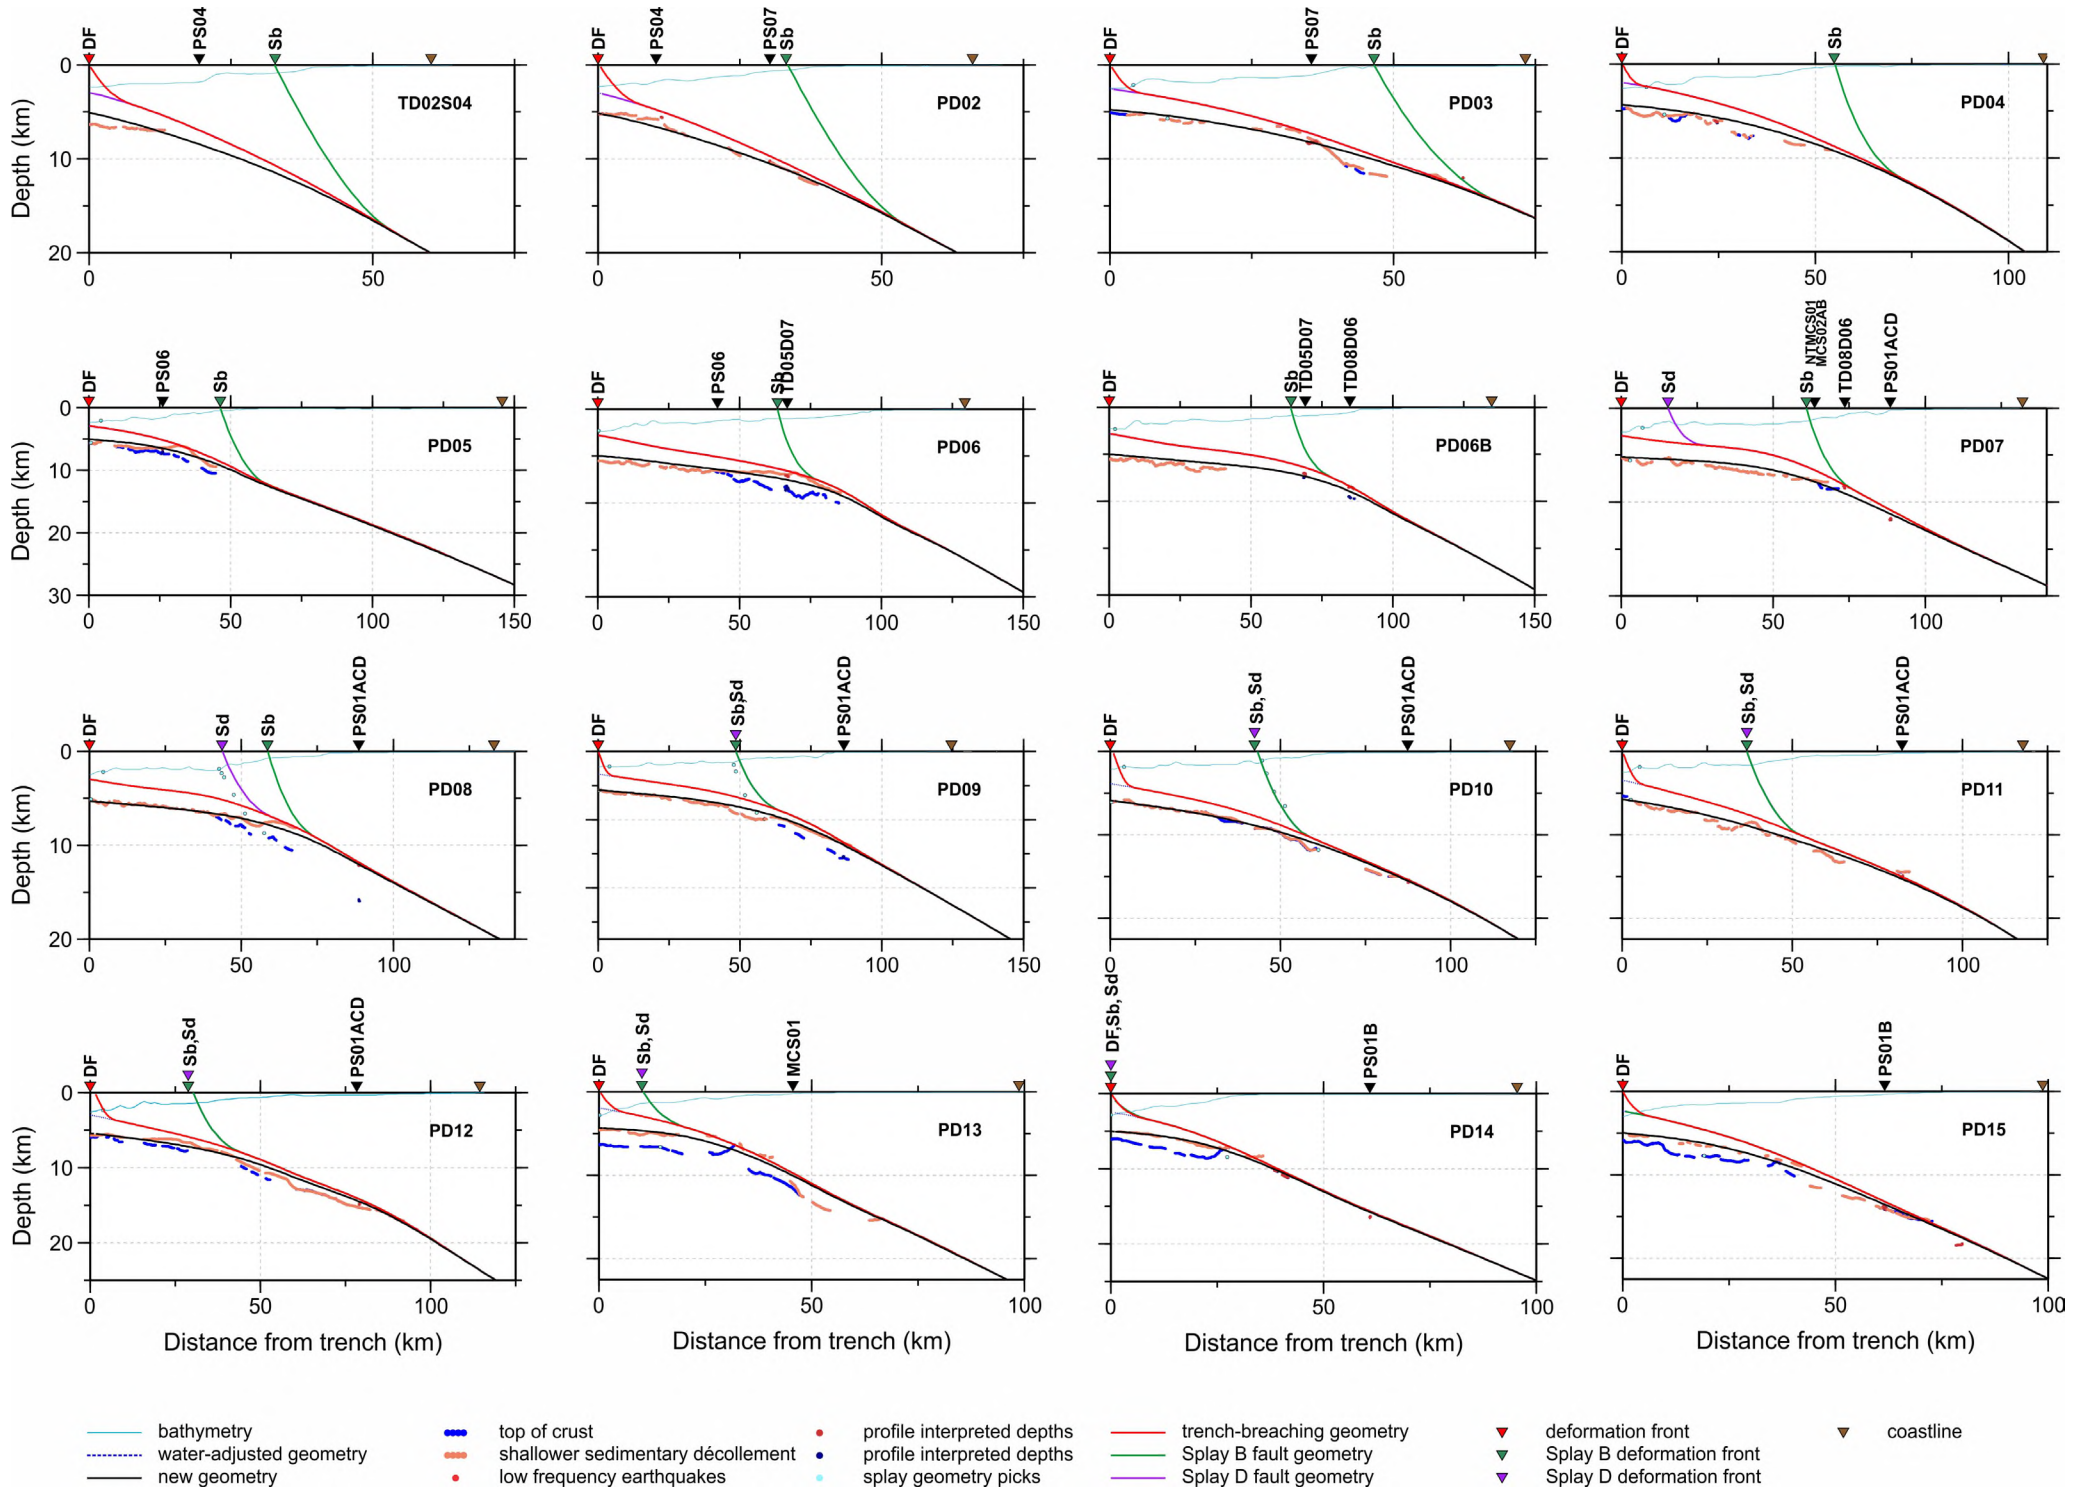 DF PS04 Sb
DF PS04 PS07 Sb
DF PS07 Sb
DF Sb
Depth (km)
0 10 20
TD02S04
PD02
PD03
PD04
0 50
0 50
0 50
0 50 100
DF PS06 Sb
DF PS06 Sb TD05D07
DF Sb TD05D07 TD08D06
DF Sd Sb NTMCS01 MCS02AB TD08D06 PS01ACD
Depth (km)
0 10 20 30
PD05
PD06
PD06B
PD07
0 50 100 150
0 50 100
0 50 100 150
0 50 100
DF Sd Sb PS01ACD
DF Sb,Sd PS01ACD
DF Sb, Sd PS01ACD
DF Sb, Sd PS01ACD
Depth (km)
0 10 20
PD08
PD09
PD10
PD11
0 50 100
0 50 100 150
0 50 100
0 50 100
DF Sb,Sd PS01ACD
DF Sb, Sd MCS01
DF,Sb, Sd PS01B
DF PS01B
Depth (km)
0 10 20
PD12
PD13
PD14
PD15
0 50 100
0 50 100
0 50 100
0 50 100
Distance from trench (km)
Distance from trench (km)
Distance from trench (km)
Distance from trench (km)
bathymetry
water-adjusted geometry
new geometry
top of crust
shallower sedimentary décollement
low frequency earthquakes
profile interpreted depths
profile interpreted depths
splay geometry picks
trench-breaching geometry
Splay B fault geometry
Splay D fault geometry
deformation front
Splay B deformation front
Splay D deformation front
coastline